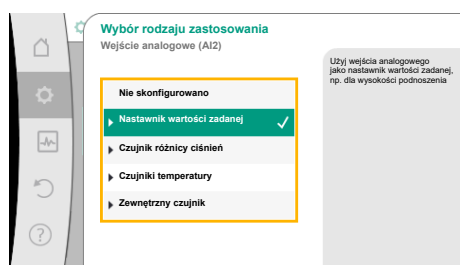 Wybór rodzaju zastosowania
Wejście analogowe (AI2)
Użyj wejścia analogowego
jako nastawnik wartości zadanej,
np. dla wysokości podnoszenia
Nie skonfigurowano
Nastawnik wartości zadanej
Czujnik różnicy ciśnień
Czujniki temperatury
Zewnętrzny czujnik
?